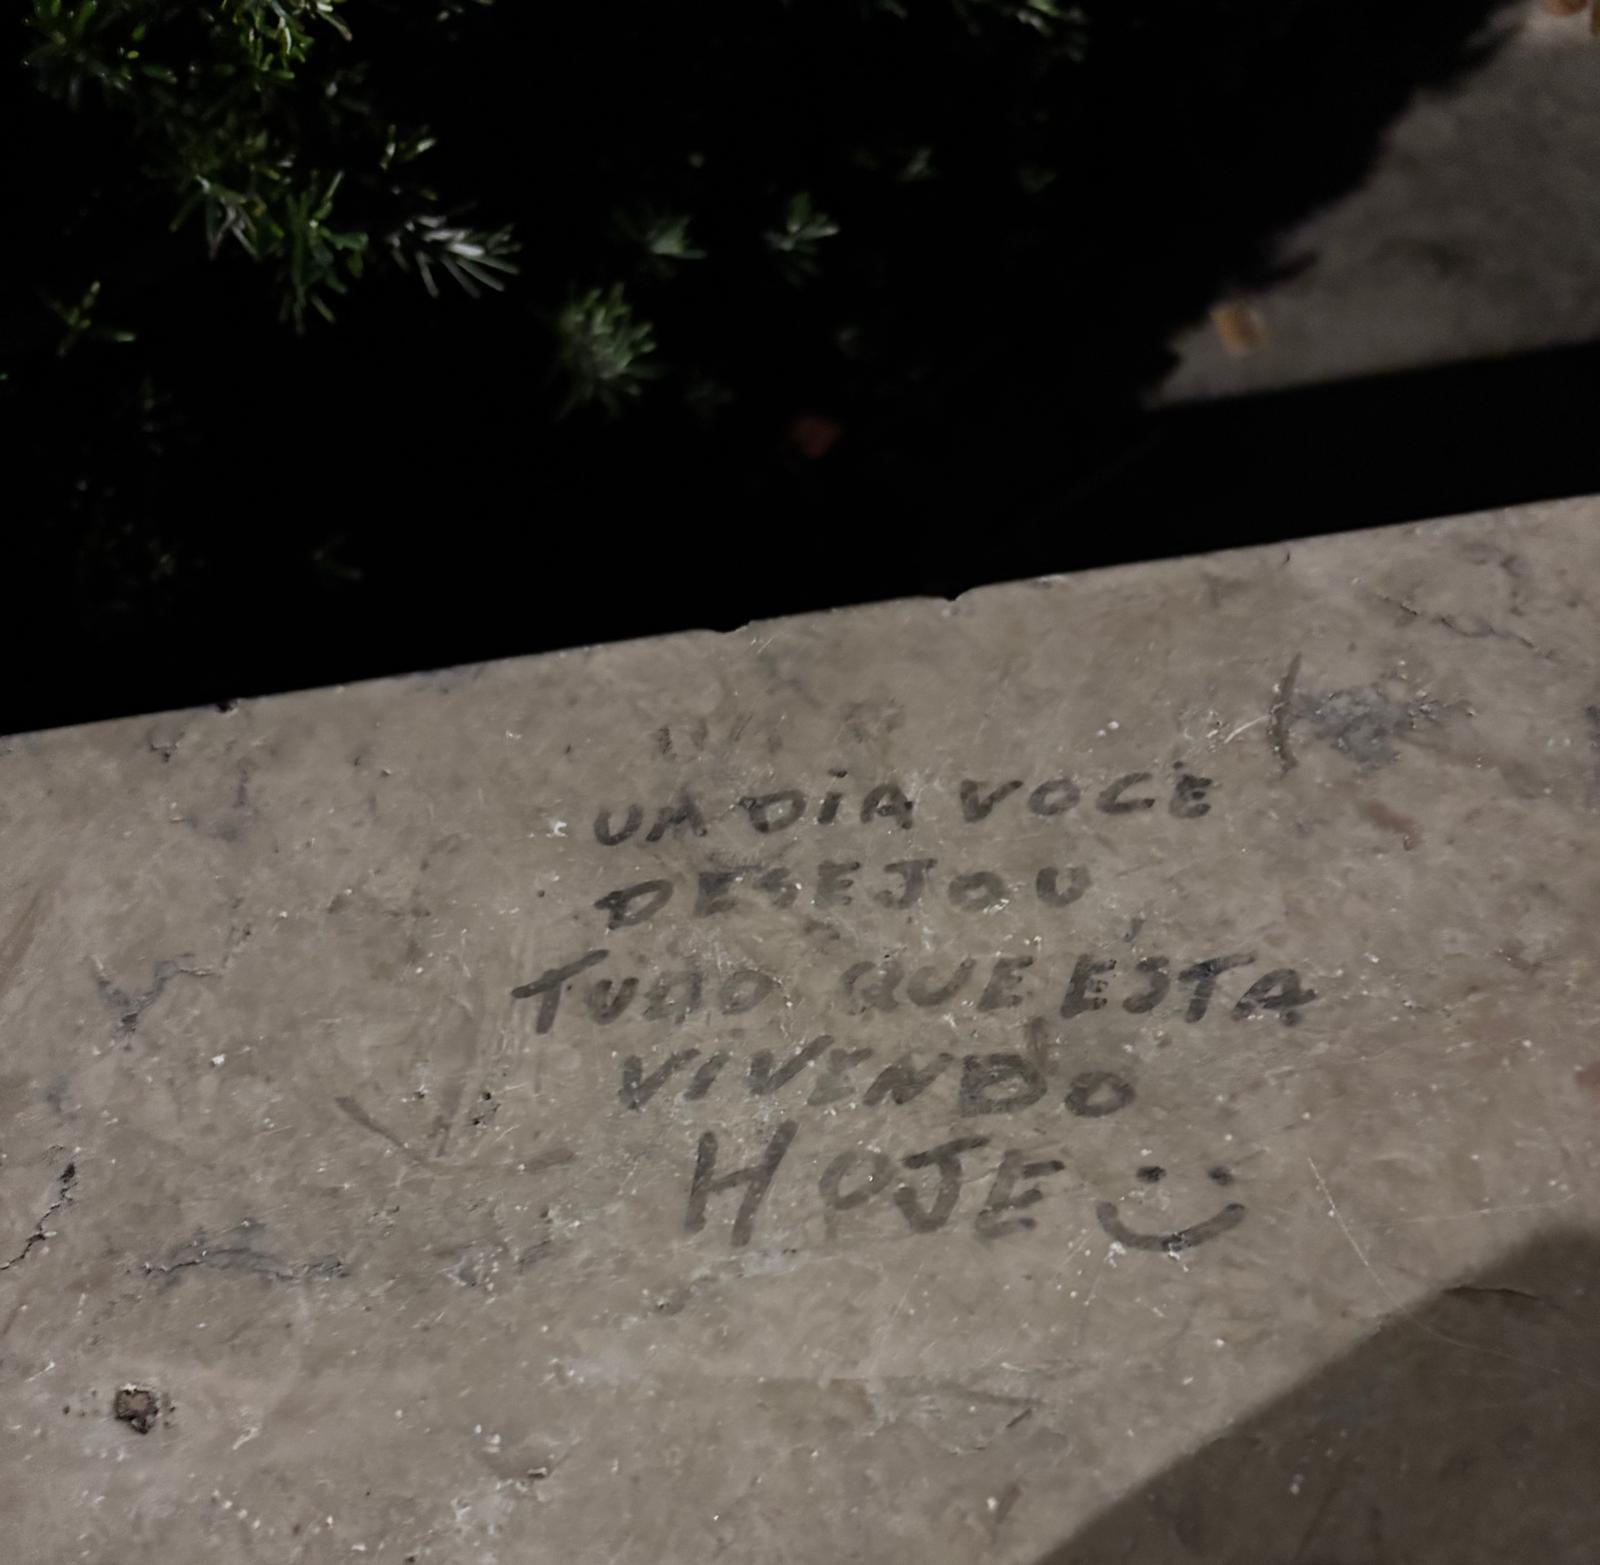 UM DIA VOCÊ
DESEJOU
TUDO QUE ESTÁ
VIVENDO
HOJE :)